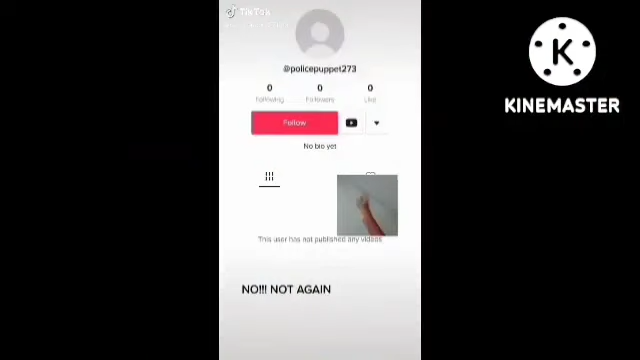 TikTok
@policepuppet273
0 0 0
Following Followers Like
Follow
No bio yet
This user has not published any videos
NO!!! NOT AGAIN
K
KINEMASTER